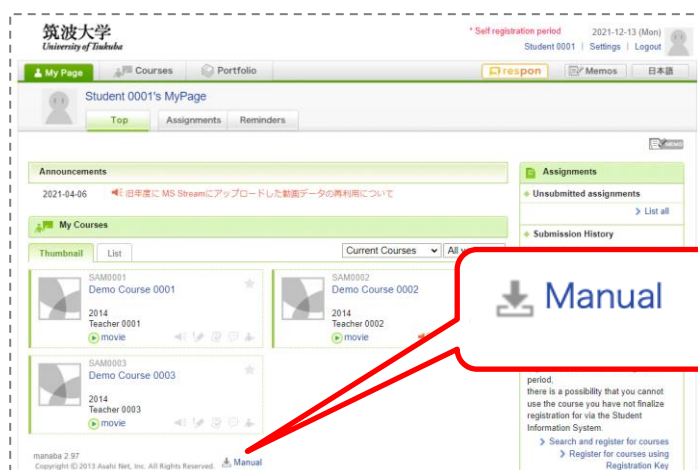 筑波大学
University of Tsukuba
* Self registration period
2021-12-13 (Mon)
Student 0001 | Settings | Logout
My Page
Courses
Portfolio
respon
Memos
日本語
Student 0001's MyPage
Top
Assignments
Reminders
MEMO
Announcements
2021-04-06 旧年度に MS Streamにアップロードした動画データの再利用について
My Courses
Thumbnail
List
Current Courses
All
SAM0001
Demo Course 0001
2014
Teacher 0001
movie
SAM0002
Demo Course 0002
2014
Teacher 0002
movie
SAM0003
Demo Course 0003
2014
Teacher 0003
movie
Assignments
Unsubmitted assignments
List all
Submission History
Manual
period,
there is a possibility that you cannot
use the course you have not finalize
registration for via the Student
Information System.
Search and register for courses
Register for courses using
Registration Key
manaba 2.97
Copyright © 2013 Asahi Net, Inc. All Rights Reserved.
Manual